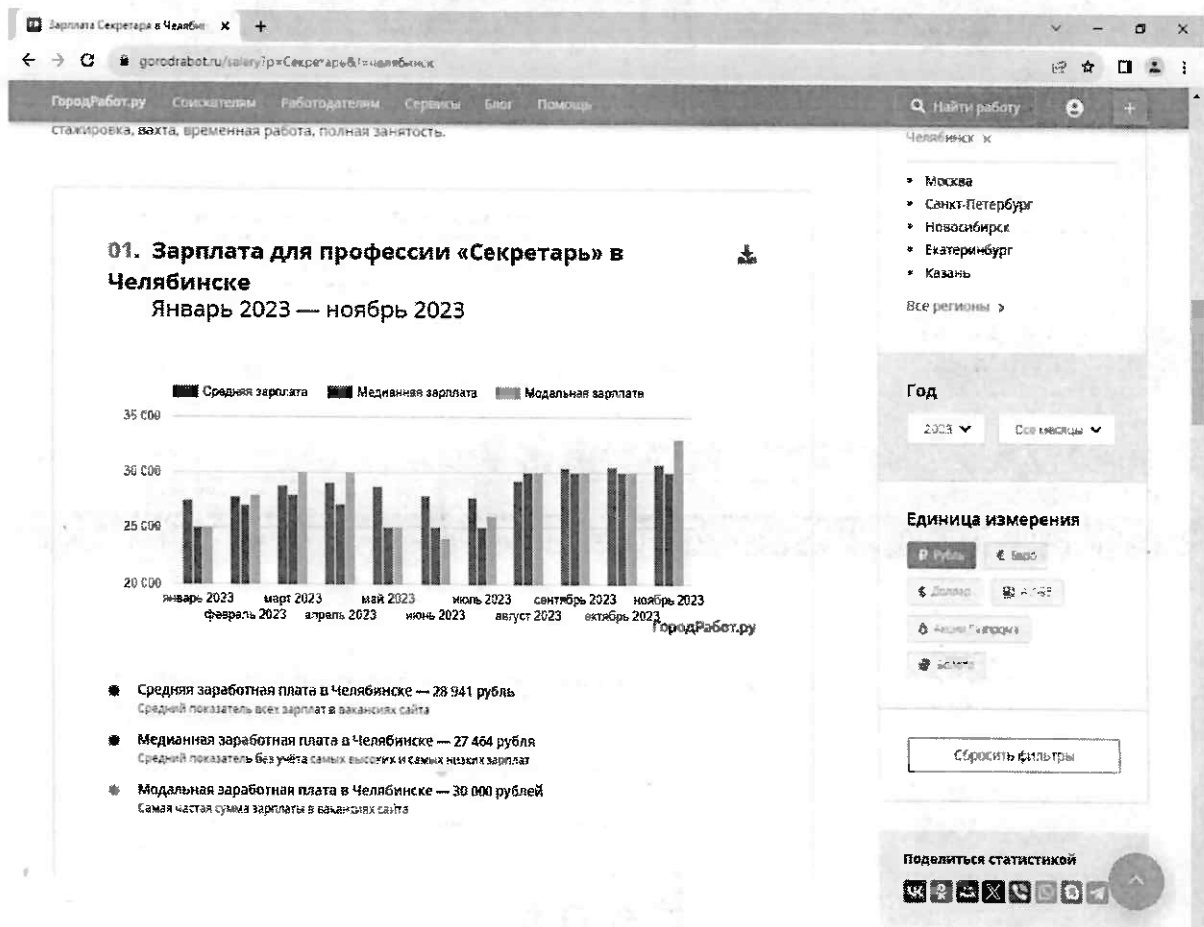 Зарплата Секретаря в Челябин
gorodrabot.ru/salary?p=Секретарь&l=челябинск
ГородРабот.ру Соискателям Работодателям Сервисы Блог Помощь
Найти работу
стажировка, вахта, временная работа, полная занятость.
Челябинск ×
• Москва
• Санкт-Петербург
• Новосибирск
• Екатеринбург
• Казань
Все регионы >
01. Зарплата для профессии «Секретарь» в
Челябинске
Январь 2023 — ноябрь 2023
Средняя зарплата Медианная зарплата Модальная зарплата
35 000
30 000
25 000
20 000
январь 2023 март 2023 май 2023 июль 2023 сентябрь 2023 ноябрь 2023
февраль 2023 апрель 2023 июнь 2023 август 2023 октябрь 2023
ГородРабот.ру
Средняя заработная плата в Челябинске — 28 941 рубль
Средний показатель всех зарплат в вакансиях сайта
Медианная заработная плата в Челябинске — 27 464 рубля
Средний показатель без учёта самых высоких и самых низких зарплат
Модальная заработная плата в Челябинске — 30 000 рублей
Самая частая сумма зарплаты в вакансиях сайта
Год
2023 Все месяцы
Единица измерения
₽ Рубль € Евро
$ Доллар
Акции Газпрома
Сбросить фильтры
Поделиться статистикой